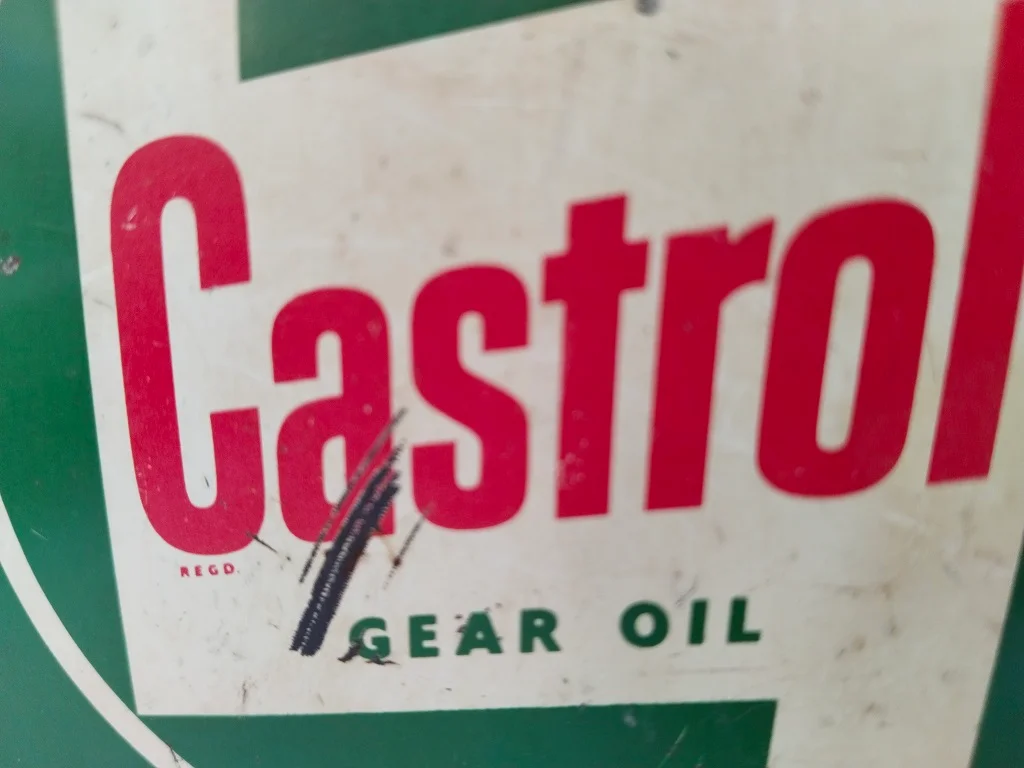 Castrol
REGD.
GEAR OIL